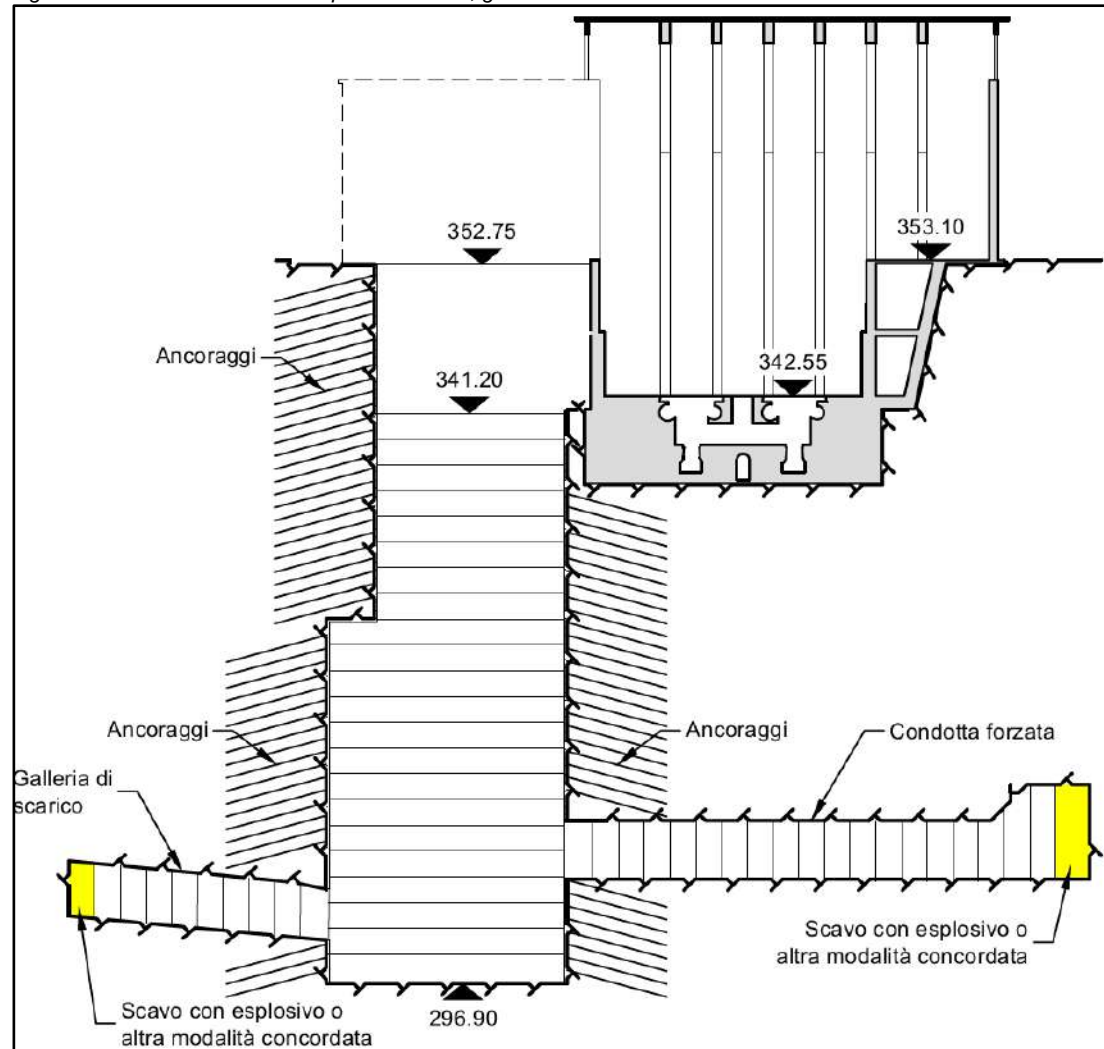 352.75
353.10
Ancoraggi
341.20
342.55
Ancoraggi
Ancoraggi
Condotta forzata
Galleria di
scarico
Scavo con esplosivo o
altra modalità concordata
Scavo con esplosivo o
altra modalità concordata
296.90